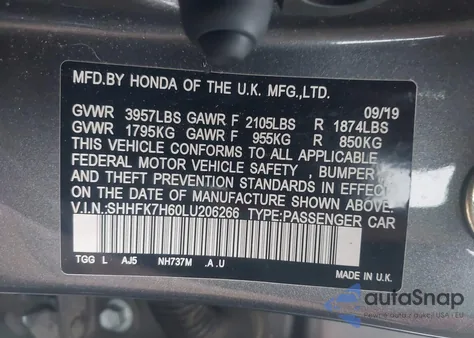 MFD.BY HONDA OF THE U.K. MFG.,LTD.
GVWR 3957LBS GAWR F 2105LBS R 1874LBS 09/19
GVWR 1795KG GAWR F 955KG R 850KG
THIS VEHICLE CONFORMS TO ALL APPLICABLE
FEDERAL MOTOR VEHICLE SAFETY , BUMPER
AND THEFT PREVENTION STANDARDS IN EFFECT
ON THE DATE OF MANUFACTURE SHOWN ABOVE.
V.I.N.:SHHFK7H60LU206266 TYPE:PASSENGER CAR
TGG L AJ5 NH737M .A .U
MADE IN U.K.
autoSnap